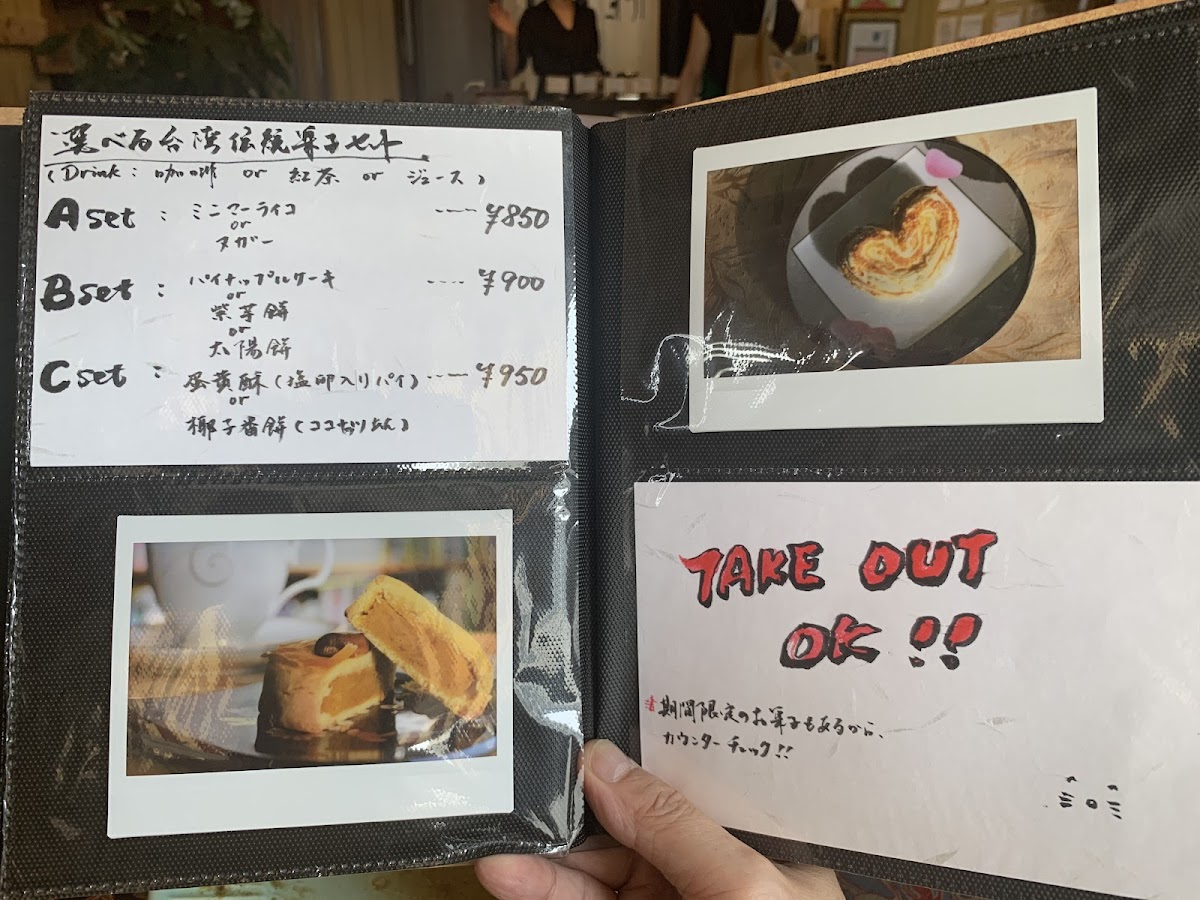 選べる台湾伝統菓子セット
(Drink: 咖啡 or 紅茶 or ジュース)
A set : ミニマーライコ ---- ¥850
or
ヌガー
B set : パイナップルケーキ ---- ¥900
or
紫芋餅
or
太陽餅
C set : 蛋黄酥(塩卵入りパイ) ---- ¥950
or
椰子番餅(ココナツあん)
TAKE OUT
OK!!
期間限定のお菓子もあるから、
カウンターチェック!!